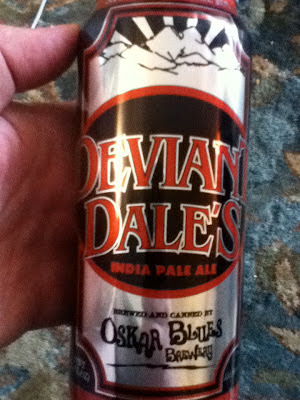 DEVIANT
DALE'S
INDIA PALE ALE
BREWED AND CANNED BY
OSKAR BLUES
BREWERY